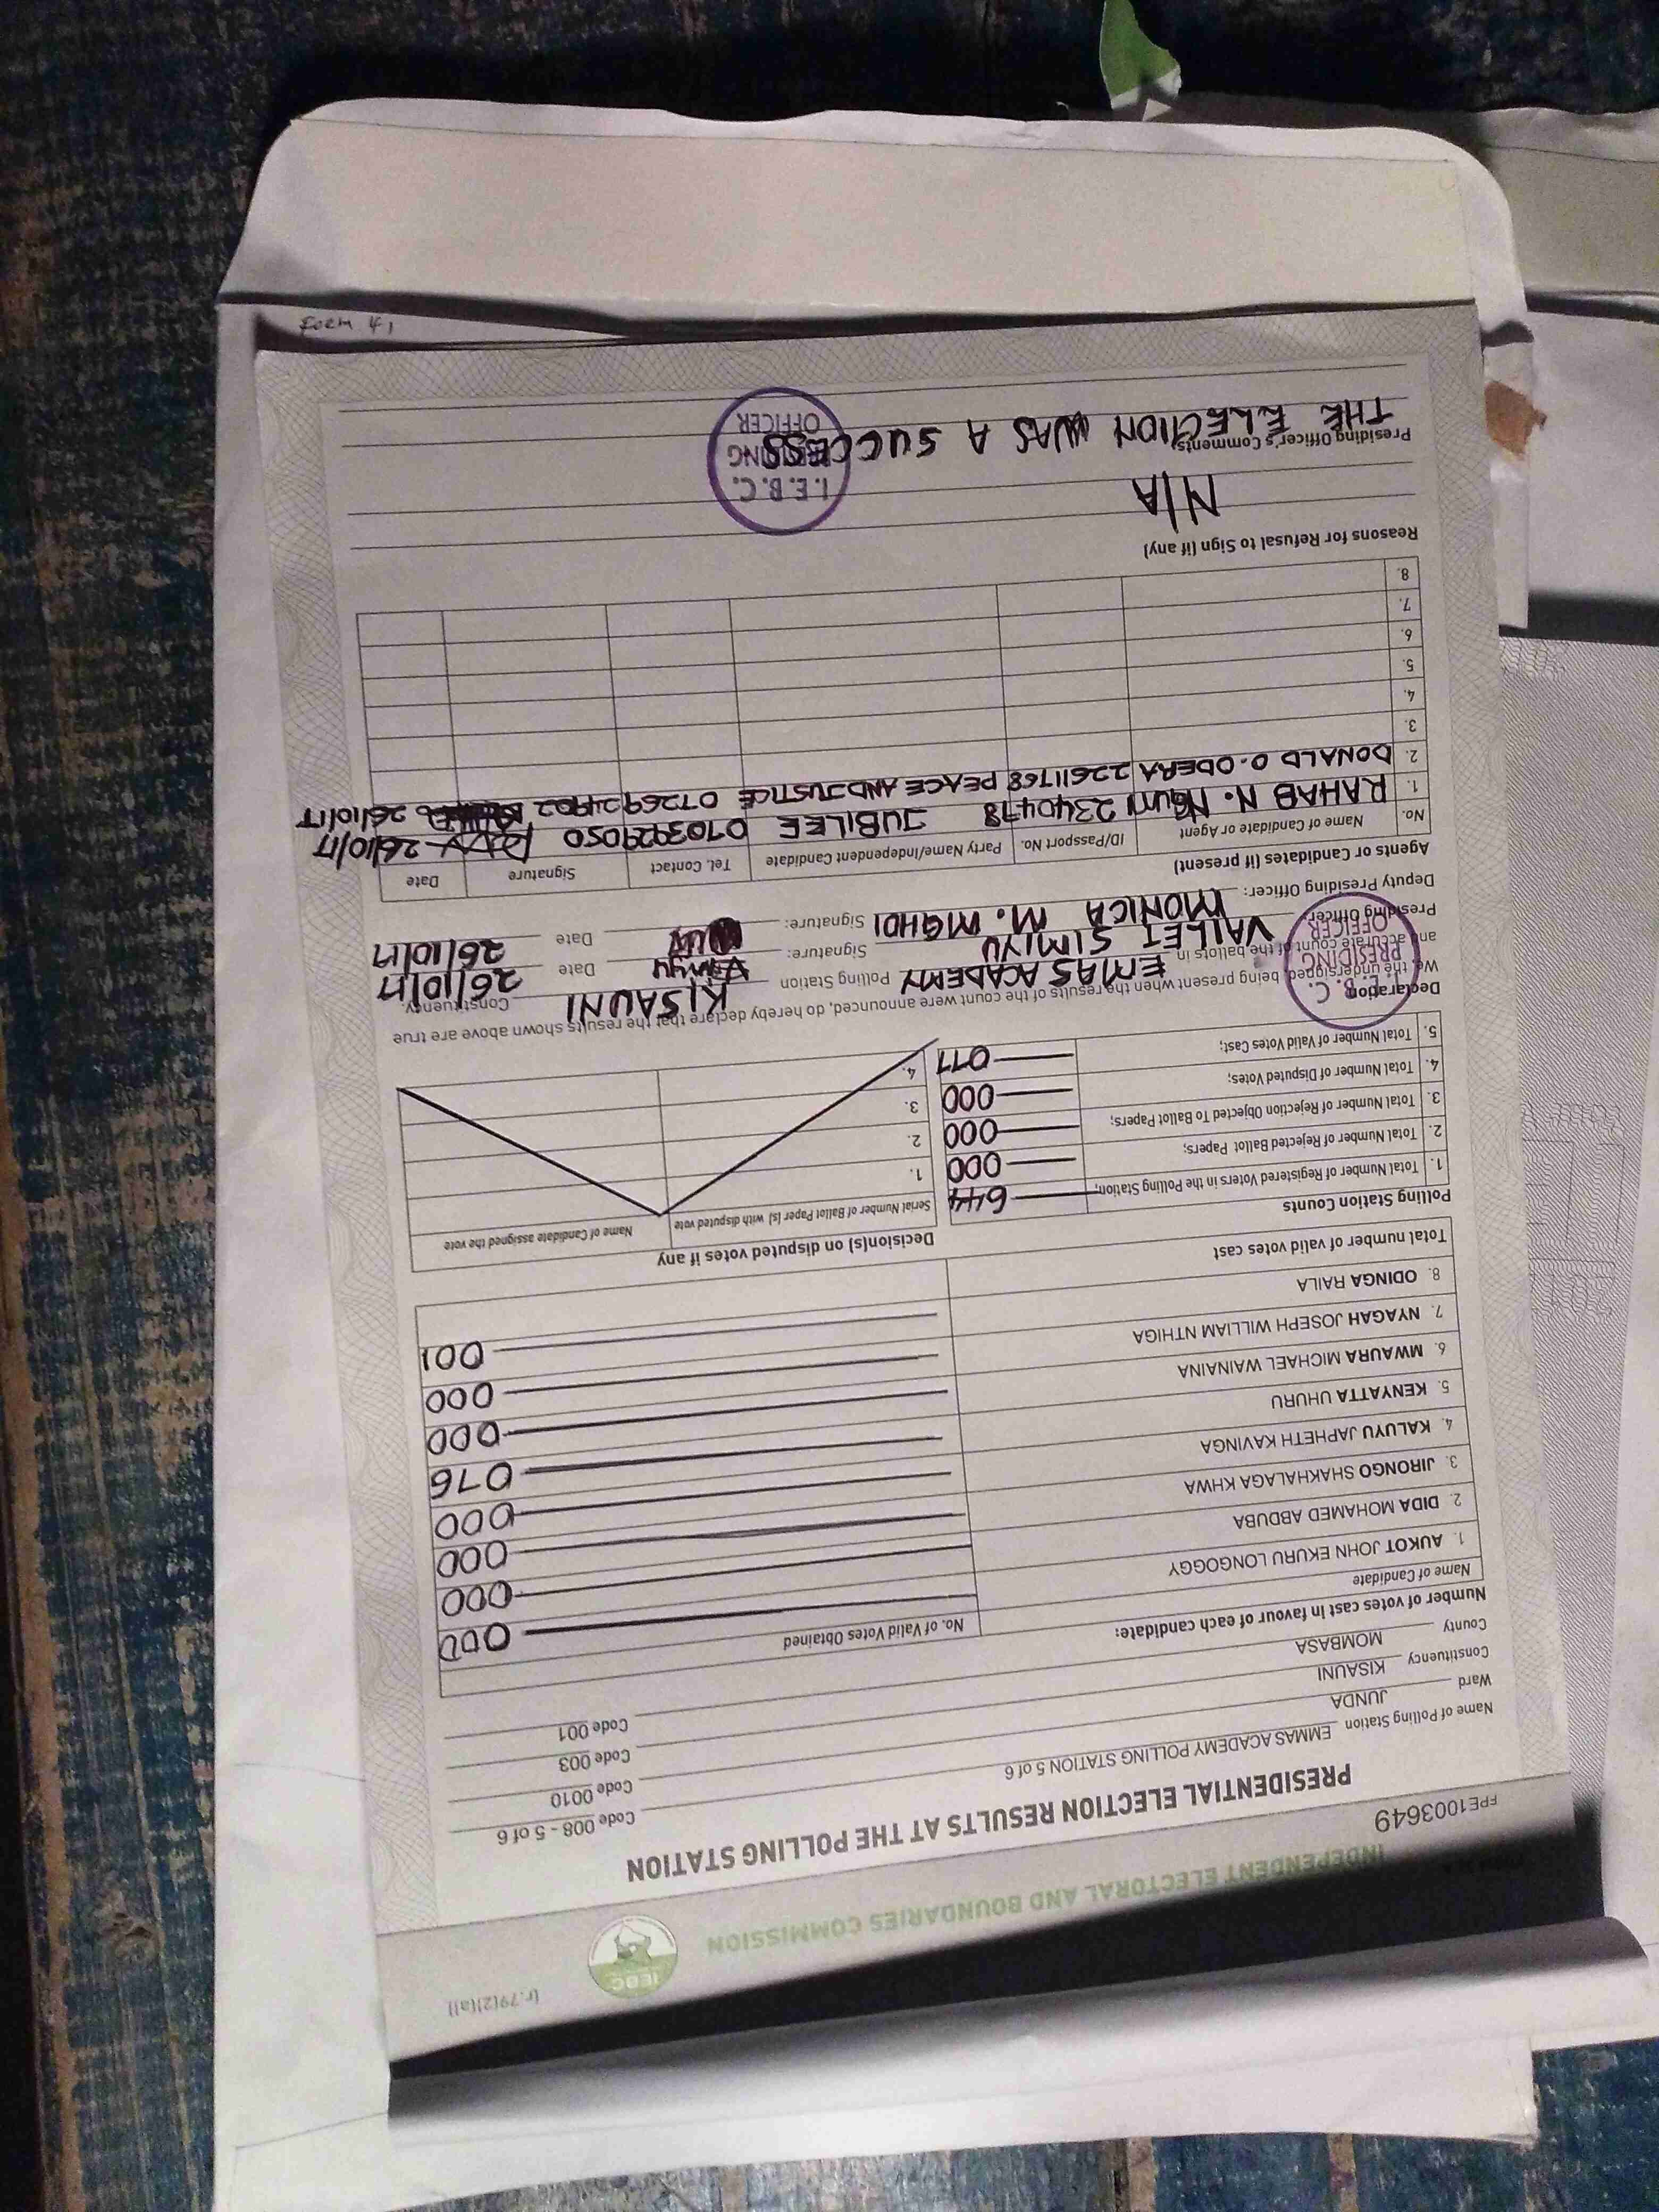 Form 41
(r.79(2)(a))
IEBC
INDEPENDENT ELECTORAL AND BOUNDARIES COMMISSION
FPE1003649
PRESIDENTIAL ELECTION RESULTS AT THE POLLING STATION
Name of Polling Station EMMAS ACADEMY POLLING STATION 5 of 6 Code 008 - 5 of 6
Ward JUNDA Code 0010
Constituency KISAUNI Code 003
County MOMBASA Code 001
Number of votes cast in favour of each candidate:
Name of Candidate No. of Valid Votes Obtained
1. AUKOT JOHN EKURU LONGOGGY 000
2. DIDA MOHAMED ABDUBA 000
3. JIRONGO SHAKHALAGA KHWA 000
4. KALUYU JAPHETH KAVINGA 000
5. KENYATTA UHURU 076
6. MWAURA MICHAEL WAINAINA 000
7. NYAGAH JOSEPH WILLIAM NTHIGA 000
8. ODINGA RAILA 001
Total number of valid votes cast
Polling Station Counts
1. Total Number of Registered Voters in the Polling Station; 644
2. Total Number of Rejected Ballot Papers; 000
3. Total Number of Rejection Objected To Ballot Papers; 000
4. Total Number of Disputed Votes; 000
5. Total Number of Valid Votes Cast; 077
Decision(s) on disputed votes if any
Serial Number of Ballot Paper (s) with disputed vote Name of Candidate assigned the vote
1.
2.
3.
4.
Declaration
We, the undersigned, being present when the results of the count were announced, do hereby declare that the results shown above are true
and accurate count of the ballots in EMAS ACADEMY Polling Station KISAUNI Constituency
Presiding Officer: VALLET SIMIYU Signature: Date 26/10/17
Deputy Presiding Officer: MONICA M. MGHOI Signature: Date 26/10/17
I.E.B.C.
PRESIDING
OFFICER
Agents or Candidates (if present)
No. Name of Candidate or Agent ID/Passport No. Party Name/Independent Candidate Tel. Contact Signature Date
1. RAHAB N. NGUNI 2340478 JUBILEE 0703929050 26/10/17
2. DONALD O. ODERA 22611768 PEACE AND JUSTICE 0726924902 26/10/17
3.
4.
5.
6.
7.
8.
Reasons for Refusal to Sign (if any)
N/A
Presiding Officer's Comments;
THE ELECTION WAS A SUCCESS
I.E.B.C.
PRESIDING
OFFICER